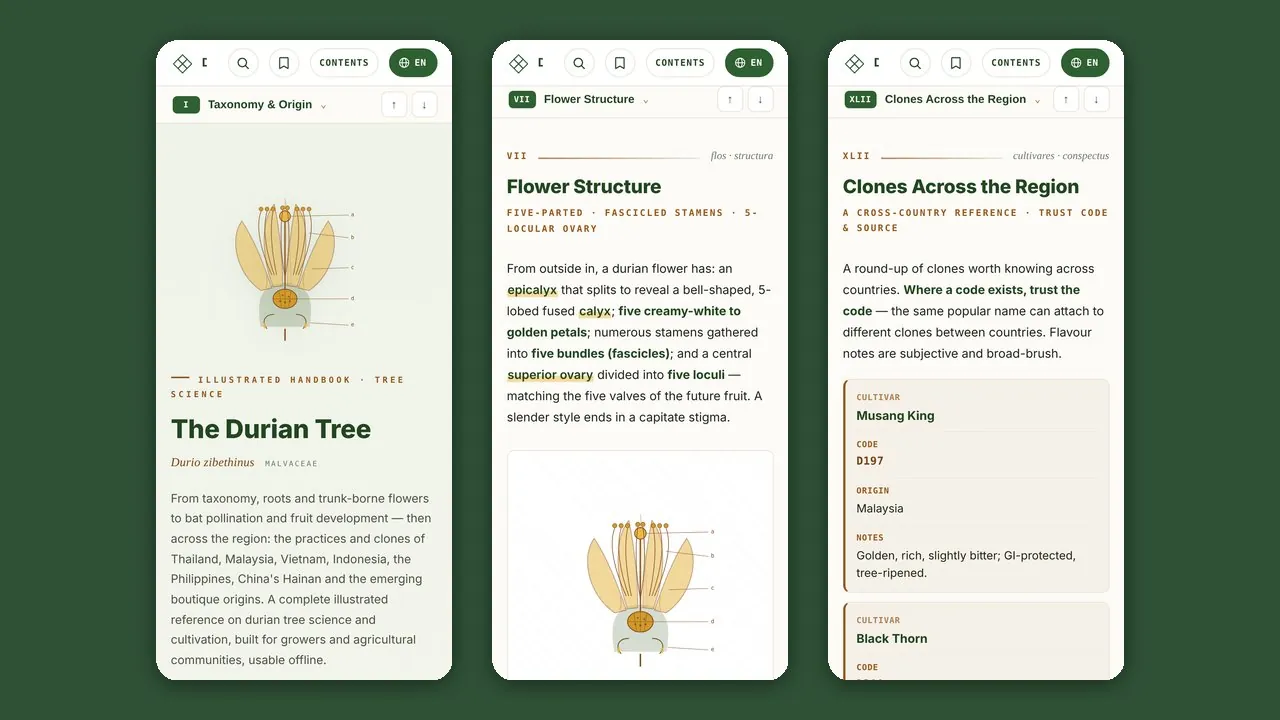 CONTENTS
EN
I
Taxonomy & Origin
↑
↓
a
b
c
d
e
ILLUSTRATED HANDBOOK · TREE
SCIENCE
The Durian Tree
Durio zibethinus MALVACEAE
From taxonomy, roots and trunk-borne flowers
to bat pollination and fruit development — then
across the region: the practices and clones of
Thailand, Malaysia, Vietnam, Indonesia, the
Philippines, China's Hainan and the emerging
boutique origins. A complete illustrated
reference on durian tree science and
cultivation, built for growers and agricultural
communities, usable offline.
CONTENTS
EN
VII
Flower Structure
↑
↓
VII
flos · structura
Flower Structure
FIVE-PARTED · FASCICLED STAMENS · 5-
LOCULAR OVARY
From outside in, a durian flower has: an
epicalyx that splits to reveal a bell-shaped, 5-
lobed fused calyx; five creamy-white to
golden petals; numerous stamens gathered
into five bundles (fascicles); and a central
superior ovary divided into five loculi —
matching the five valves of the future fruit. A
slender style ends in a capitate stigma.
a
b
c
d
e
CONTENTS
EN
XLII
Clones Across the Region
↑
↓
XLII
cultivares · conspectus
Clones Across the Region
A CROSS-COUNTRY REFERENCE · TRUST CODE
& SOURCE
A round-up of clones worth knowing across
countries. Where a code exists, trust the
code — the same popular name can attach to
different clones between countries. Flavour
notes are subjective and broad-brush.
CULTIVAR
Musang King
CODE
D197
ORIGIN
Malaysia
NOTES
Golden, rich, slightly bitter; GI-protected,
tree-ripened.
CULTIVAR
Black Thorn
CODE